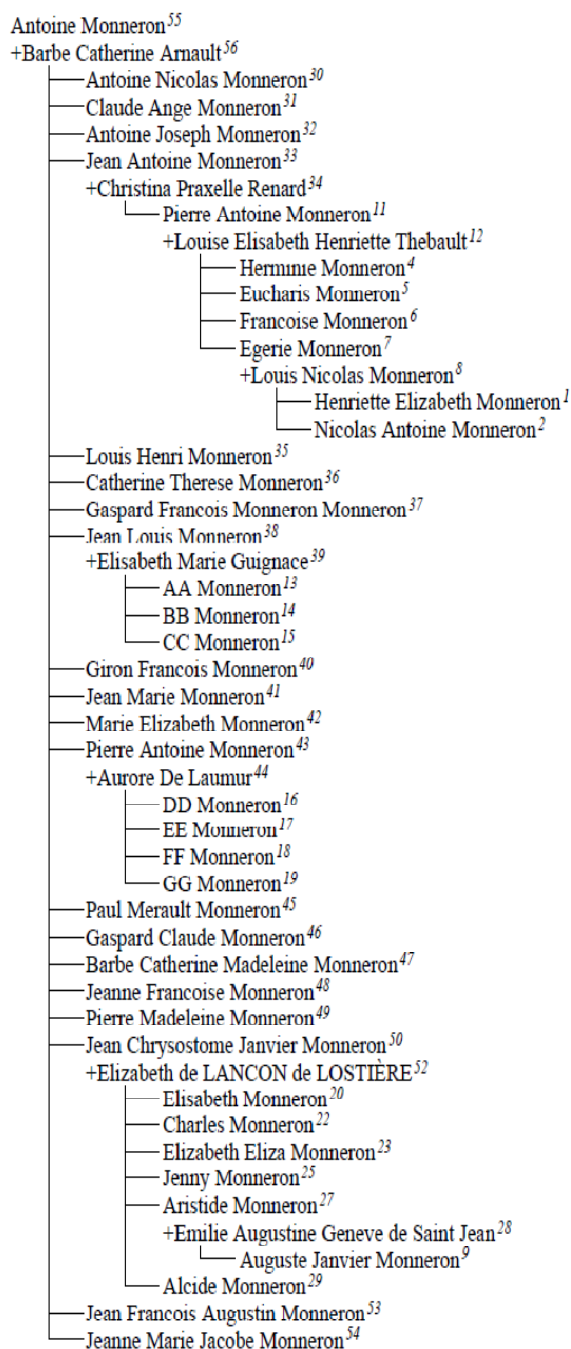 Antoine Monneron55
+Barbe Catherine Arnault56
Antoine Nicolas Monneron30
Claude Ange Monneron31
Antoine Joseph Monneron32
Jean Antoine Monneron33
+Christina Praxelle Renard34
Pierre Antoine Monneron11
+Louise Elisabeth Henriette Thebault12
Herminie Monneron4
Eucharis Monneron5
Francoise Monneron6
Egerie Monneron7
+Louis Nicolas Monneron8
Henriette Elizabeth Monneron1
Nicolas Antoine Monneron2
Louis Henri Monneron35
Catherine Therese Monneron36
Gaspard Francois Monneron Monneron37
Jean Louis Monneron38
+Elisabeth Marie Guignace39
AA Monneron13
BB Monneron14
CC Monneron15
Giron Francois Monneron40
Jean Marie Monneron41
Marie Elizabeth Monneron42
Pierre Antoine Monneron43
+Aurore De Laumur44
DD Monneron16
EE Monneron17
FF Monneron18
GG Monneron19
Paul Merault Monneron45
Gaspard Claude Monneron46
Barbe Catherine Madeleine Monneron47
Jeanne Francoise Monneron48
Pierre Madeleine Monneron49
Jean Chrysostome Janvier Monneron50
+Elizabeth de LANCON de LOSTIÈRE52
Elisabeth Monneron20
Charles Monneron22
Elizabeth Eliza Monneron23
Jenny Monneron25
Aristide Monneron27
+Emilie Augustine Geneve de Saint Jean28
Auguste Janvier Monneron9
Alcide Monneron29
Jean Francois Augustin Monneron53
Jeanne Marie Jacobe Monneron54